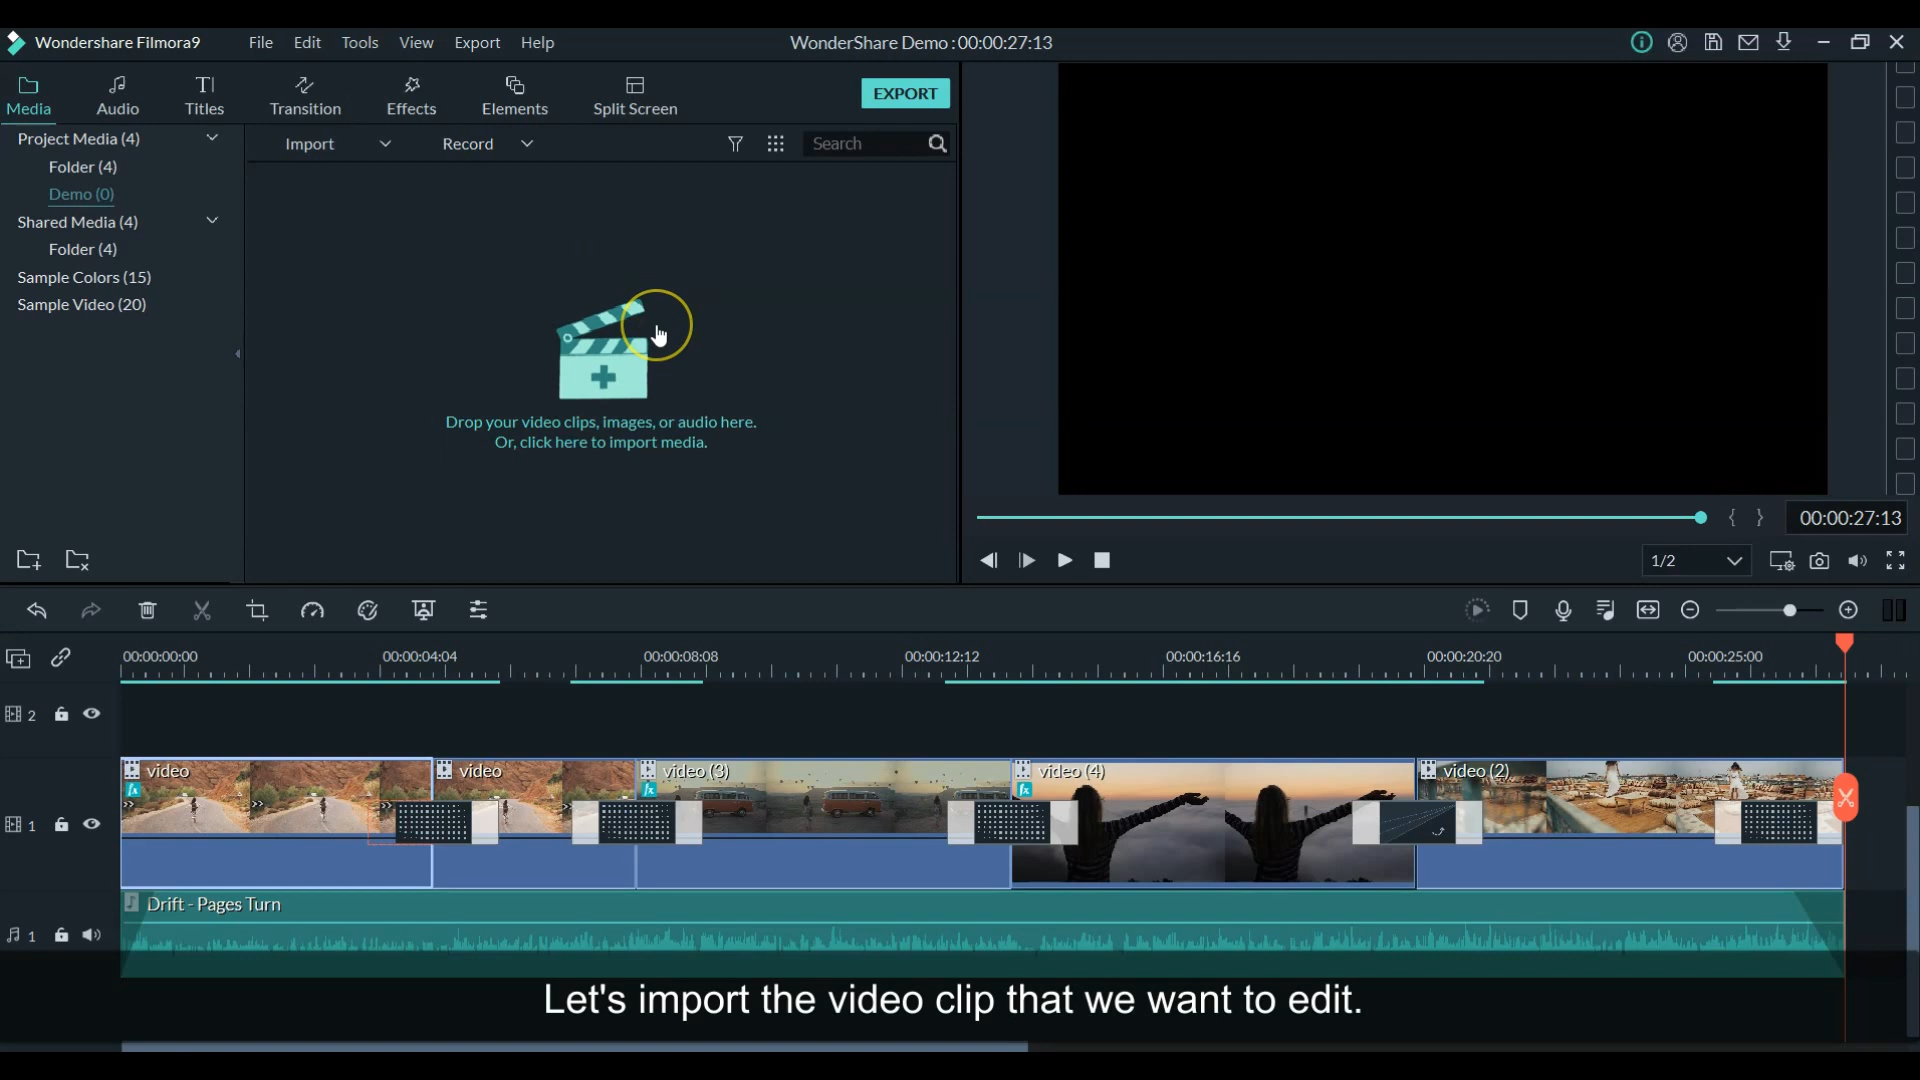 Wondershare Filmora9
File Edit Tools View Export Help
WonderShare Demo : 00:00:27:13
Media Audio Titles Transition Effects Elements Split Screen
EXPORT
Project Media (4)
Folder (4)
Demo (0)
Shared Media (4)
Folder (4)
Sample Colors (15)
Sample Video (20)
Import Record Search
Drop your video clips, images, or audio here.
Or, click here to import media.
00:00:27:13
1/2
00:00:00:00 00:00:04:04 00:00:08:08 00:00:12:12 00:00:16:16 00:00:20:20 00:00:25:00
2
video video video (3) video (4) video (2)
fx fx fx
1
Drift - Pages Turn
1
Let's import the video clip that we want to edit.